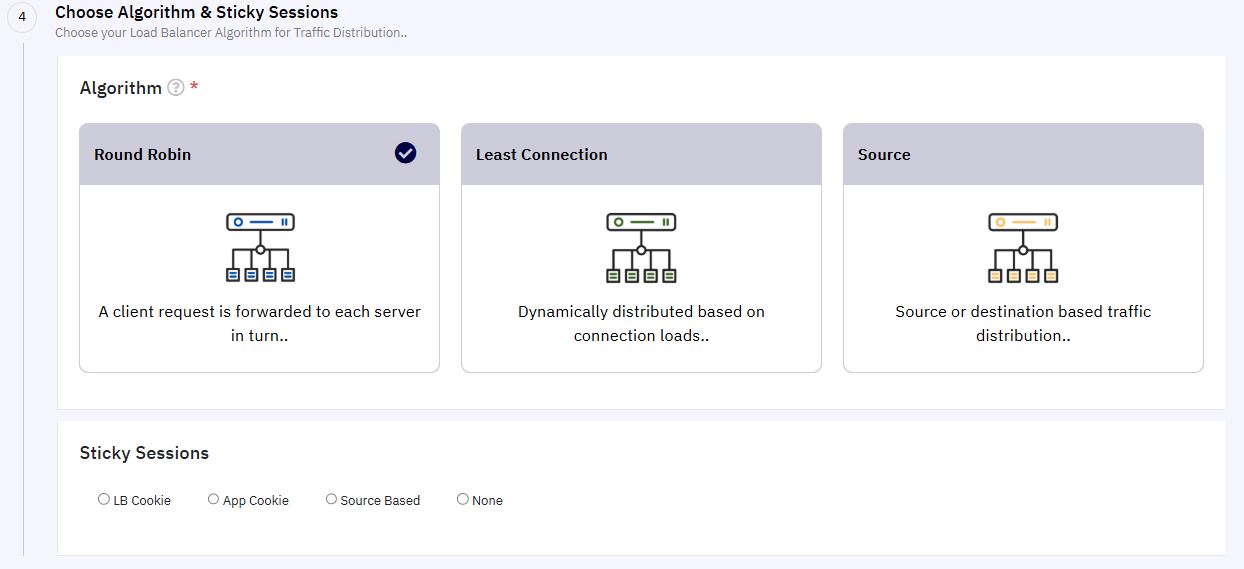 4
Choose Algorithm & Sticky Sessions
Choose your Load Balancer Algorithm for Traffic Distribution..
Algorithm ? *
Round Robin
A client request is forwarded to each server
in turn..
Least Connection
Dynamically distributed based on
connection loads..
Source
Source or destination based traffic
distribution..
Sticky Sessions
LB Cookie App Cookie Source Based None